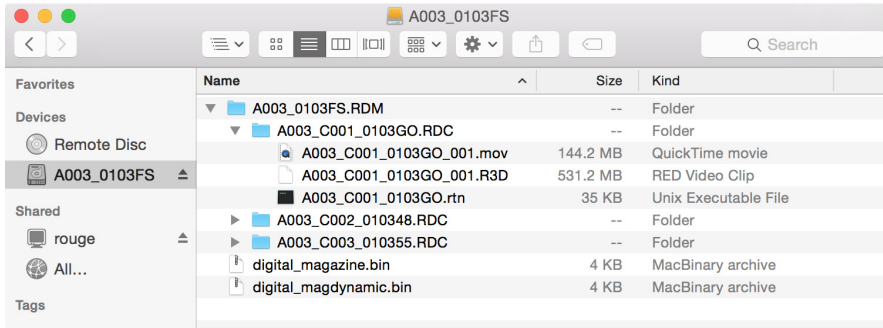 A003_0103FS
Search
Favorites
Devices
Remote Disc
A003_0103FS
Shared
rouge
All...
Tags
Name Size Kind
A003_0103FS.RDM -- Folder
A003_C001_0103GO.RDC -- Folder
A003_C001_0103GO_001.mov 144.2 MB QuickTime movie
A003_C001_0103GO_001.R3D 531.2 MB RED Video Clip
A003_C001_0103GO.rtn 35 KB Unix Executable File
A003_C002_010348.RDC -- Folder
A003_C003_010355.RDC -- Folder
digital_magazine.bin 4 KB MacBinary archive
digital_magdynamic.bin 4 KB MacBinary archive